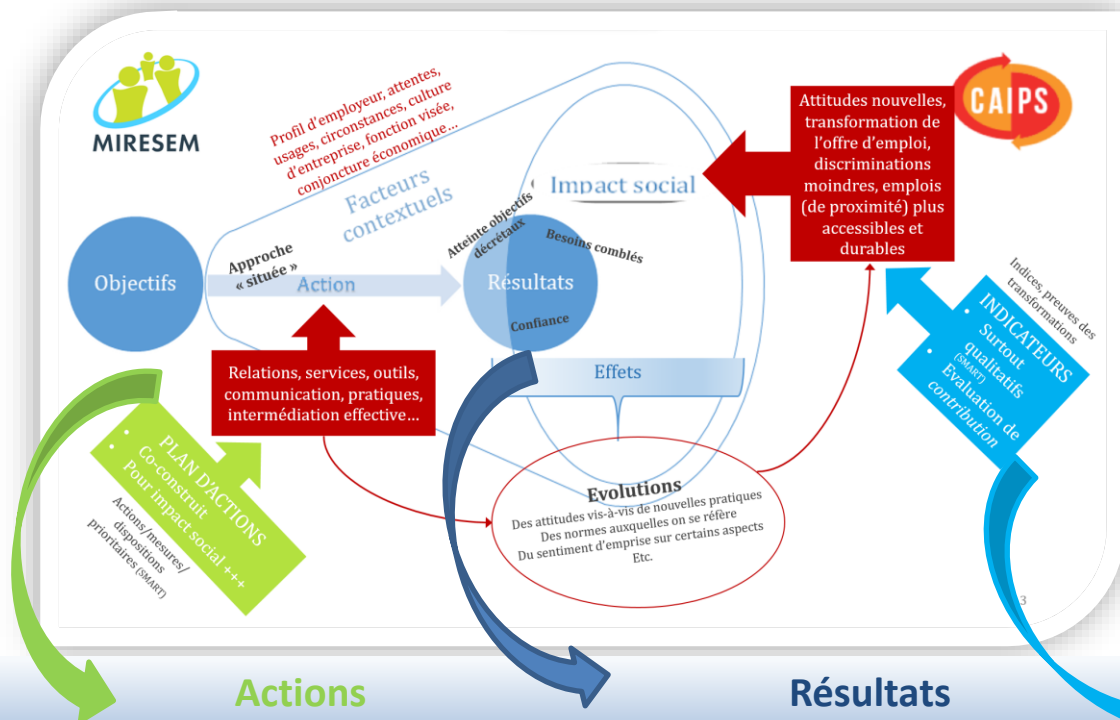 MIRESEM
Profil d'employeur, attentes,
usages, circonstances, culture
d'entreprise, fonction visée,
conjoncture économique…
Facteurs
contextuels
CAIPS
Attitudes nouvelles,
transformation de
l'offre d'emploi,
discriminations
moindres, emplois
(de proximité) plus
accessibles et
durables
Impact social
Objectifs
Approche
« située »
Action
Atteinte objectifs
décrétaux
Besoins comblés
Résultats
Confiance
Effets
Relations, services, outils,
communication, pratiques,
intermédiation effective…
Indices, preuves des
transformations
INDICATEURS
• Surtout
qualitatifs
(SMART)
• Evaluation de
contribution
PLAN D'ACTIONS
• Co-construit
• Pour impact social +++
Actions/mesures/
dispositions
prioritaires (SMART)
Evolutions
Des attitudes vis-à-vis de nouvelles pratiques
Des normes auxquelles on se réfère
Du sentiment d'emprise sur certains aspects
Etc.
3
Actions
Résultats